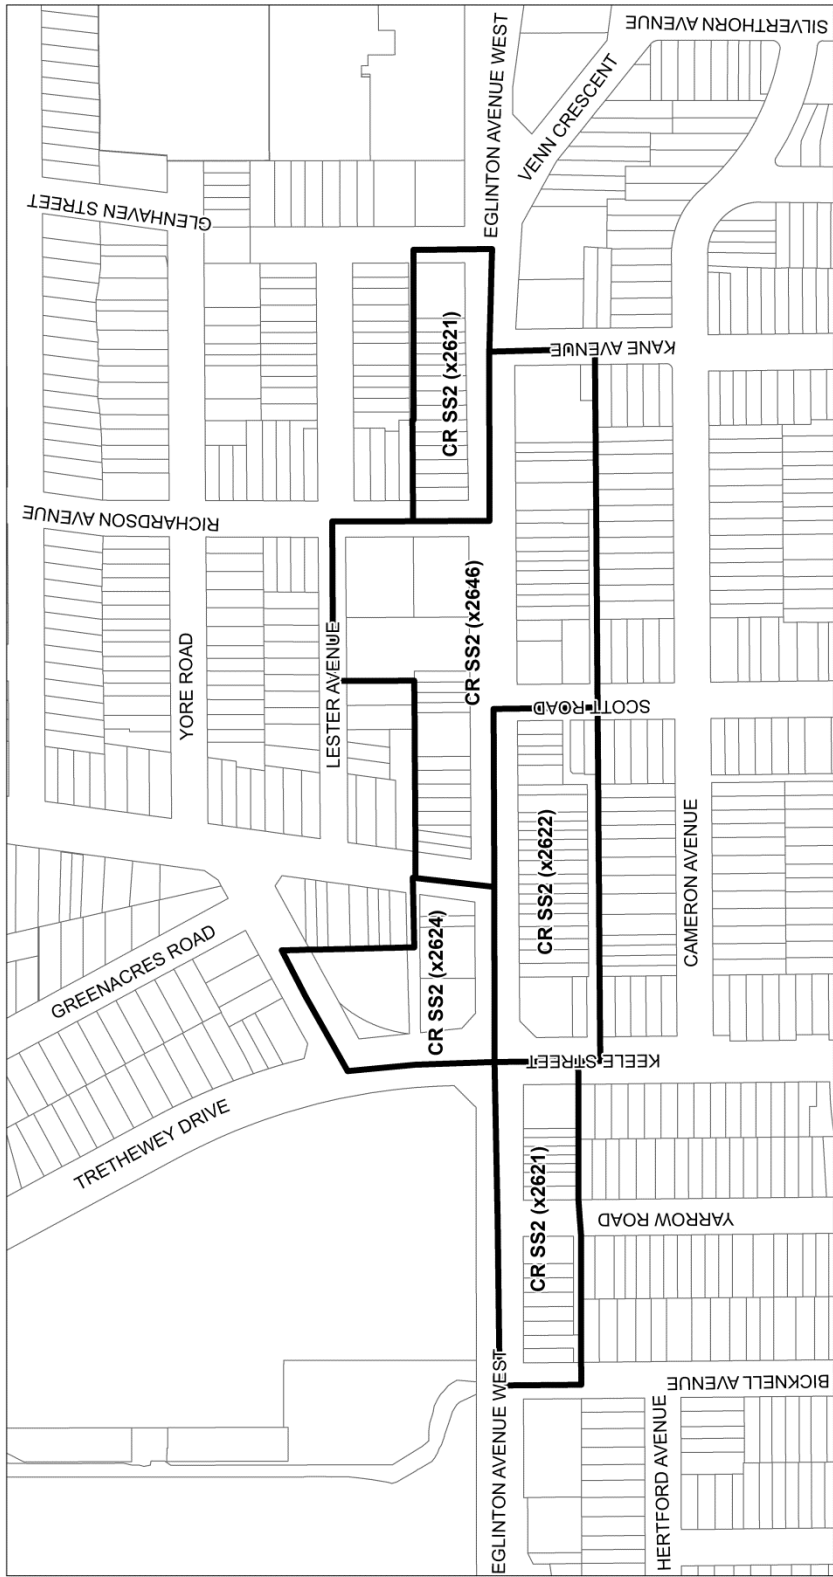 SILVERTHORN AVENUE
EGLINTON AVENUE WEST
VENN CRESCENT
GLENHAVEN STREET
KANE AVENUE
CR SS2 (x2621)
RICHARDSON AVENUE
CR SS2 (x2646)
LESTER AVENUE
YORE ROAD
SCOTT ROAD
CR SS2 (x2622)
CAMERON AVENUE
CR SS2 (x2624)
GREENACRES ROAD
KEELE STREET
TRETHEWEY DRIVE
CR SS2 (x2621)
YARROW ROAD
BICKNELL AVENUE
EGLINTON AVENUE WEST
HERTFORD AVENUE